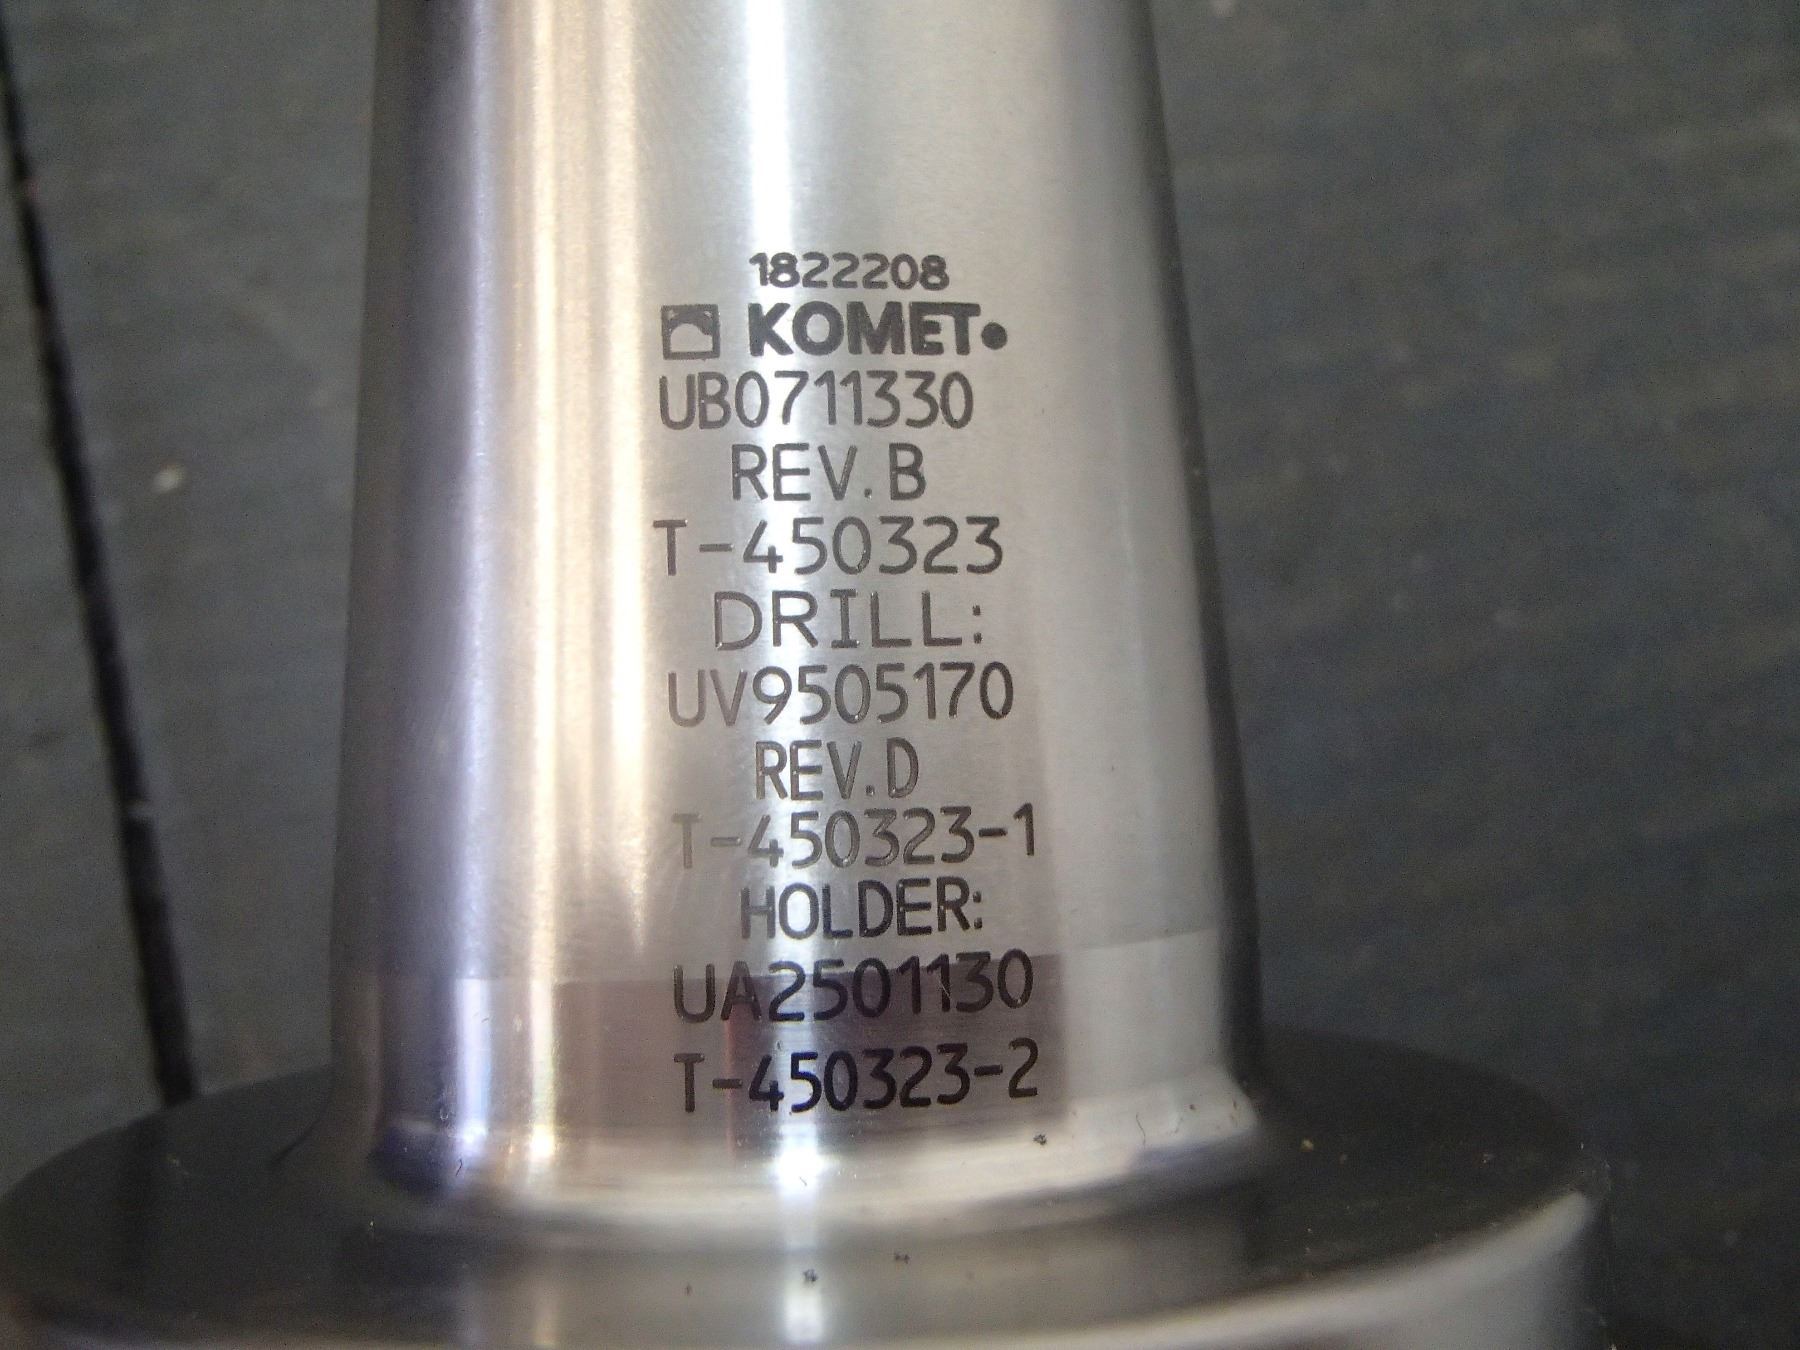 1822208
KOMET•
UB0711330
REV.B
T-450323
DRILL:
UV9505170
REV.D
T-450323-1
HOLDER:
UA2501130
T-450323-2